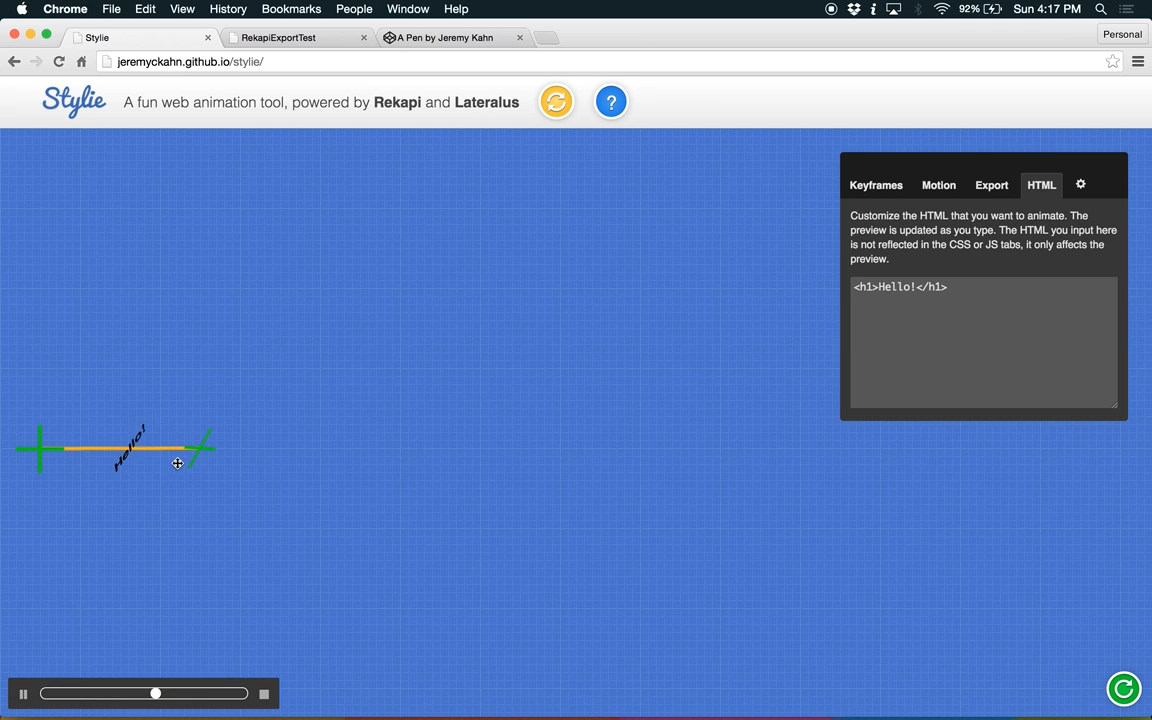 Chrome File Edit View History Bookmarks People Window Help 92% Sun 4:17 PM
Stylie RekapiExportTest A Pen by Jeremy Kahn Personal
jeremyckahn.github.io/stylie/
Stylie A fun web animation tool, powered by Rekapi and Lateralus ?
Keyframes Motion Export HTML
Customize the HTML that you want to animate. The
preview is updated as you type. The HTML you input here
is not reflected in the CSS or JS tabs, it only affects the
preview.
<h1>Hello!</h1>
Hello!